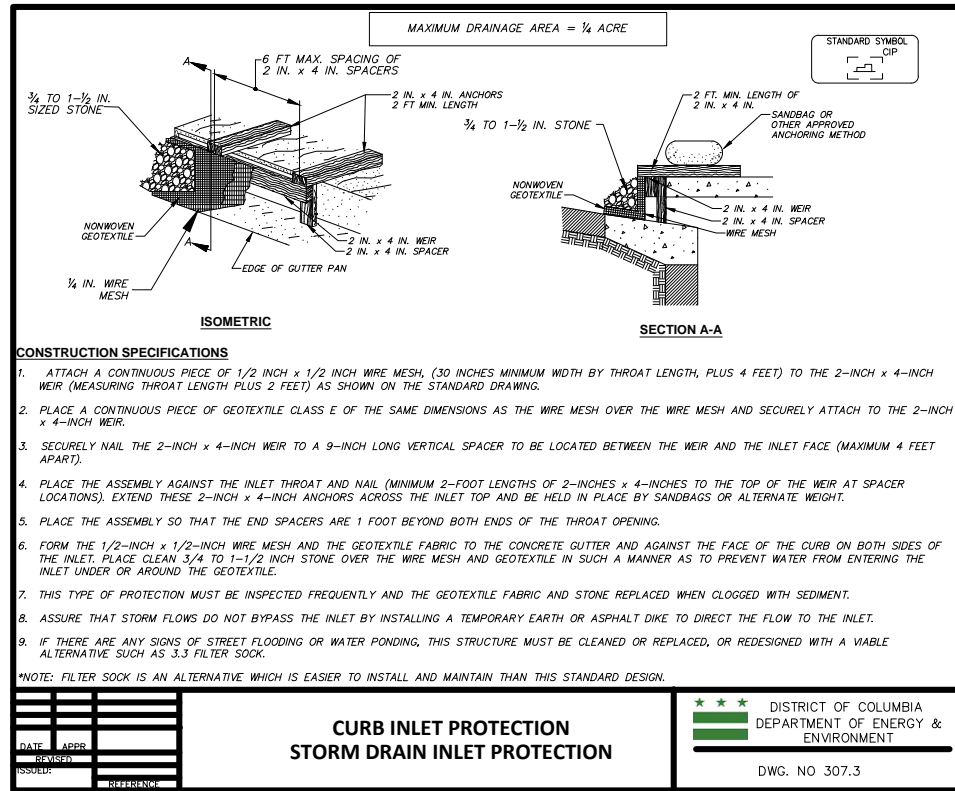 MAXIMUM DRAINAGE AREA = ¼ ACRE
STANDARD SYMBOL
CIP
A
6 FT MAX. SPACING OF
2 IN. x 4 IN. SPACERS
¾ TO 1–½ IN.
SIZED STONE
2 IN. x 4 IN. ANCHORS
2 FT MIN. LENGTH
NONWOVEN
GEOTEXTILE
A
¼ IN. WIRE
MESH
2 IN. x 4 IN. WEIR
2 IN. x 4 IN. SPACER
EDGE OF GUTTER PAN
ISOMETRIC
2 FT. MIN. LENGTH OF
2 IN. x 4 IN.
SANDBAG OR
OTHER APPROVED
ANCHORING METHOD
¾ TO 1–½ IN. STONE
NONWOVEN
GEOTEXTILE
2 IN. x 4 IN. WEIR
2 IN. x 4 IN. SPACER
WIRE MESH
SECTION A-A
CONSTRUCTION SPECIFICATIONS
1. ATTACH A CONTINUOUS PIECE OF 1/2 INCH x 1/2 INCH WIRE MESH, (30 INCHES MINIMUM WIDTH BY THROAT LENGTH, PLUS 4 FEET) TO THE 2–INCH x 4–INCH
WEIR (MEASURING THROAT LENGTH PLUS 2 FEET) AS SHOWN ON THE STANDARD DRAWING.
2. PLACE A CONTINUOUS PIECE OF GEOTEXTILE CLASS E OF THE SAME DIMENSIONS AS THE WIRE MESH OVER THE WIRE MESH AND SECURELY ATTACH TO THE 2–INCH
x 4–INCH WEIR.
3. SECURELY NAIL THE 2–INCH x 4–INCH WEIR TO A 9–INCH LONG VERTICAL SPACER TO BE LOCATED BETWEEN THE WEIR AND THE INLET FACE (MAXIMUM 4 FEET
APART).
4. PLACE THE ASSEMBLY AGAINST THE INLET THROAT AND NAIL (MINIMUM 2–FOOT LENGTHS OF 2–INCHES x 4–INCHES TO THE TOP OF THE WEIR AT SPACER
LOCATIONS). EXTEND THESE 2–INCH x 4–INCH ANCHORS ACROSS THE INLET TOP AND BE HELD IN PLACE BY SANDBAGS OR ALTERNATE WEIGHT.
5. PLACE THE ASSEMBLY SO THAT THE END SPACERS ARE 1 FOOT BEYOND BOTH ENDS OF THE THROAT OPENING.
6. FORM THE 1/2–INCH x 1/2–INCH WIRE MESH AND THE GEOTEXTILE FABRIC TO THE CONCRETE GUTTER AND AGAINST THE FACE OF THE CURB ON BOTH SIDES OF
THE INLET. PLACE CLEAN 3/4 TO 1–1/2 INCH STONE OVER THE WIRE MESH AND GEOTEXTILE IN SUCH A MANNER AS TO PREVENT WATER FROM ENTERING THE
INLET UNDER OR AROUND THE GEOTEXTILE.
7. THIS TYPE OF PROTECTION MUST BE INSPECTED FREQUENTLY AND THE GEOTEXTILE FABRIC AND STONE REPLACED WHEN CLOGGED WITH SEDIMENT.
8. ASSURE THAT STORM FLOWS DO NOT BYPASS THE INLET BY INSTALLING A TEMPORARY EARTH OR ASPHALT DIKE TO DIRECT THE FLOW TO THE INLET.
9. IF THERE ARE ANY SIGNS OF STREET FLOODING OR WATER PONDING, THIS STRUCTURE MUST BE CLEANED OR REPLACED, OR REDESIGNED WITH A VIABLE
ALTERNATIVE SUCH AS 3.3 FILTER SOCK.
*NOTE: FILTER SOCK IS AN ALTERNATIVE WHICH IS EASIER TO INSTALL AND MAINTAIN THAN THIS STANDARD DESIGN.
DATE APPR
REVISED
ISSUED:
REFERENCE
CURB INLET PROTECTION
STORM DRAIN INLET PROTECTION
DISTRICT OF COLUMBIA
DEPARTMENT OF ENERGY &
ENVIRONMENT
DWG. NO 307.3